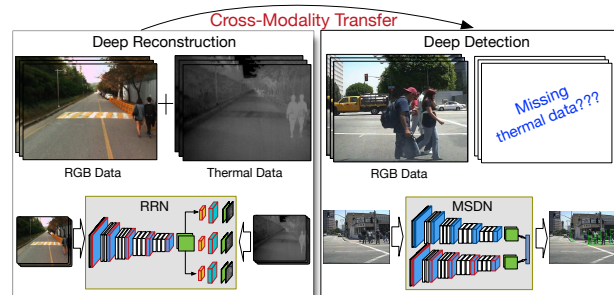 Cross-Modality Transfer
Deep Reconstruction
RGB Data
Thermal Data
RRN
Deep Detection
Missing
thermal data???
RGB Data
MSDN